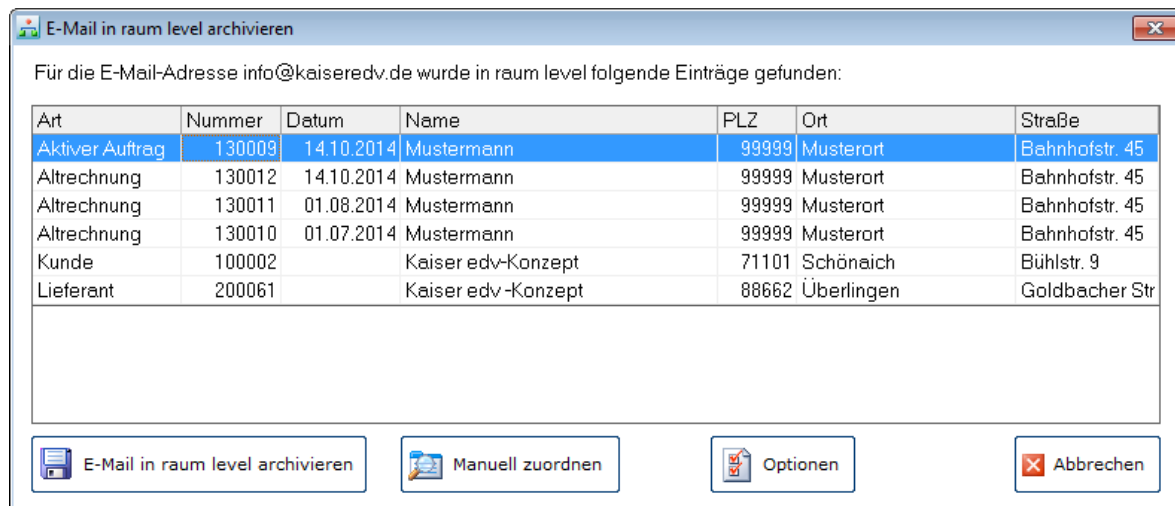 E-Mail in raum level archivieren
Für die E-Mail-Adresse info@kaiseredv.de wurde in raum level folgende Einträge gefunden:
Art Nummer Datum Name PLZ Ort Straße
Aktiver Auftrag 130009 14.10.2014 Mustermann 99999 Musterort Bahnhofstr. 45
Altrechnung 130012 14.10.2014 Mustermann 99999 Musterort Bahnhofstr. 45
Altrechnung 130011 01.08.2014 Mustermann 99999 Musterort Bahnhofstr. 45
Altrechnung 130010 01.07.2014 Mustermann 99999 Musterort Bahnhofstr. 45
Kunde 100002 Kaiser edv-Konzept 71101 Schönaich Bühlstr. 9
Lieferant 200061 Kaiser edv-Konzept 88662 Überlingen Goldbacher Str
E-Mail in raum level archivieren Manuell zuordnen Optionen Abbrechen